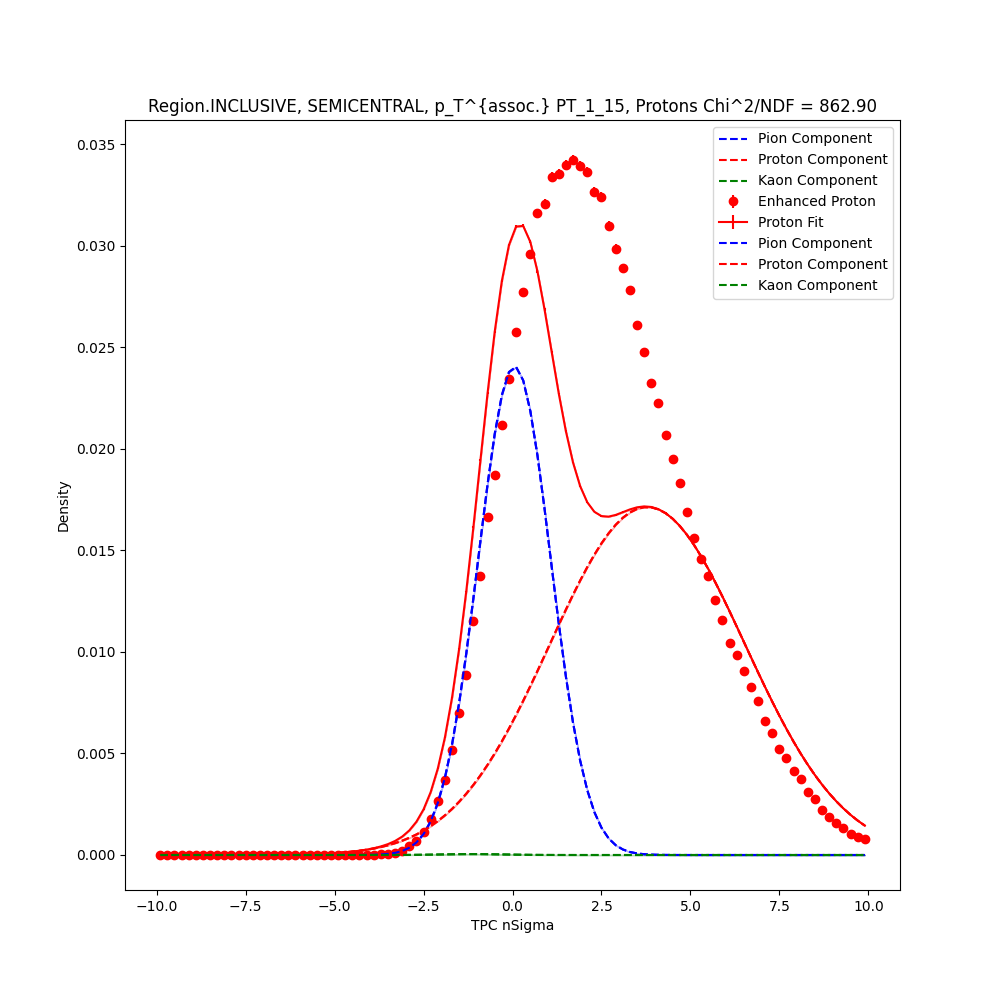 Region.INCLUSIVE, SEMICENTRAL, p_T^{assoc.} PT_1_15, Protons Chi^2/NDF = 862.90
Pion Component
Proton Component
Kaon Component
Enhanced Proton
Proton Fit
Pion Component
Proton Component
Kaon Component
0.035
0.030
0.025
0.020
0.015
0.010
0.005
0.000
Density
−10.0 −7.5 −5.0 −2.5 0.0 2.5 5.0 7.5 10.0
TPC nSigma